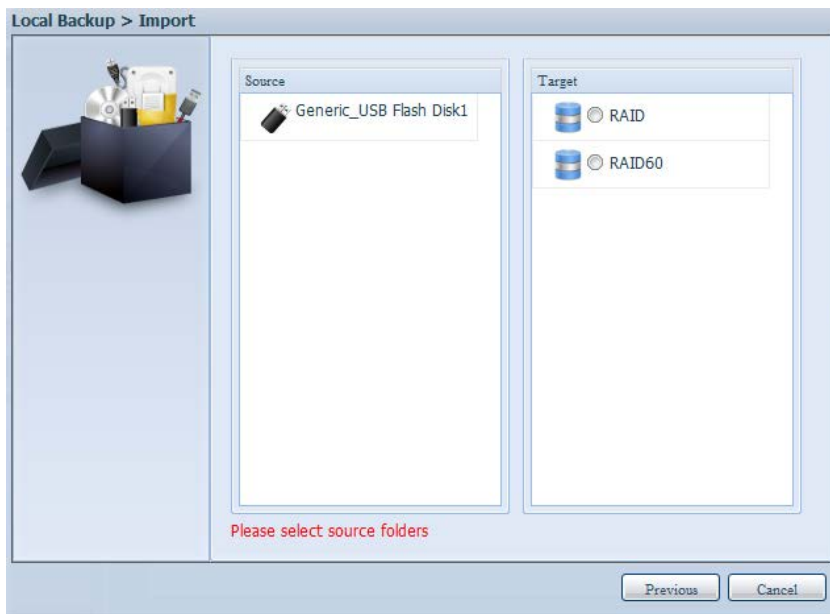 Local Backup > Import
Source
Target
Generic_USB Flash Disk1
RAID
RAID60
Please select source folders
Previous
Cancel